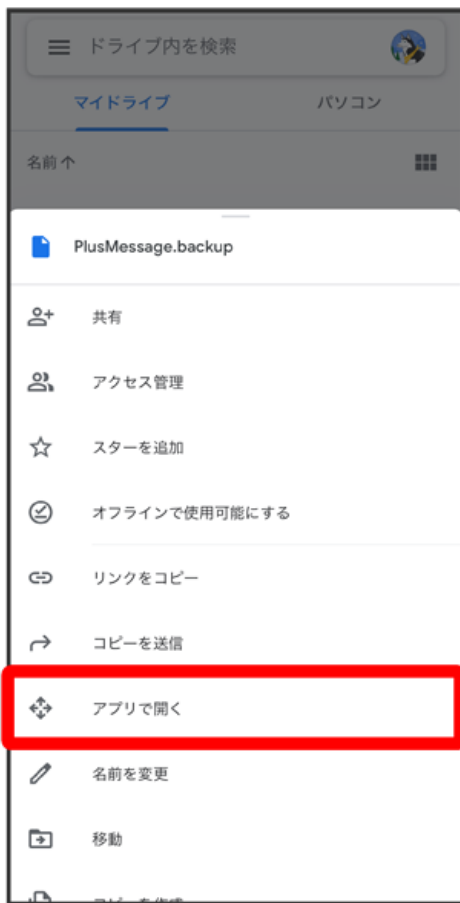 ドライブ内を検索
マイドライブ
パソコン
名前
PlusMessage.backup
共有
アクセス管理
スターを追加
オフラインで使用可能にする
リンクをコピー
コピーを送信
アプリで開く
名前を変更
移動